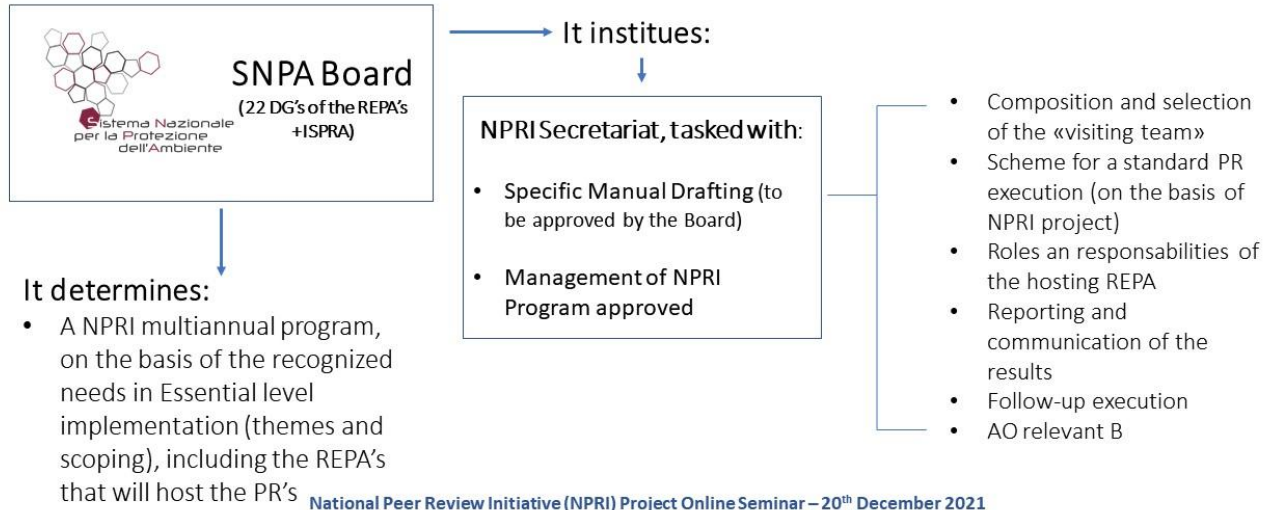 SNPA Board
(22 DG's of the REPA's
+ISPRA)
Sistema Nazionale
per la Protezione
dell'Ambiente
It institues:
NPRI Secretariat, tasked with:
• Specific Manual Drafting (to
be approved by the Board)
• Management of NPRI
Program approved
• Composition and selection
of the «visiting team»
• Scheme for a standard PR
execution (on the basis of
NPRI project)
• Roles an responsabilities of
the hosting REPA
• Reporting and
communication of the
results
• Follow-up execution
• AO relevant B
It determines:
• A NPRI multiannual program,
on the basis of the recognized
needs in Essential level
implementation (themes and
scoping), including the REPA's
that will host the PR's
National Peer Review Initiative (NPRI) Project Online Seminar – 20th December 2021